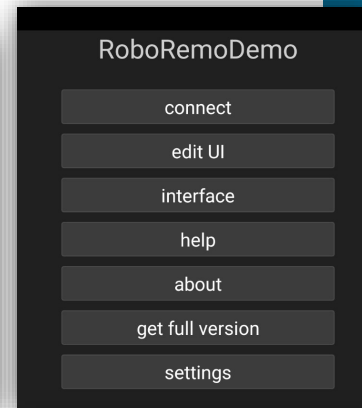 RoboRemoDemo
connect
edit UI
interface
help
about
get full version
settings